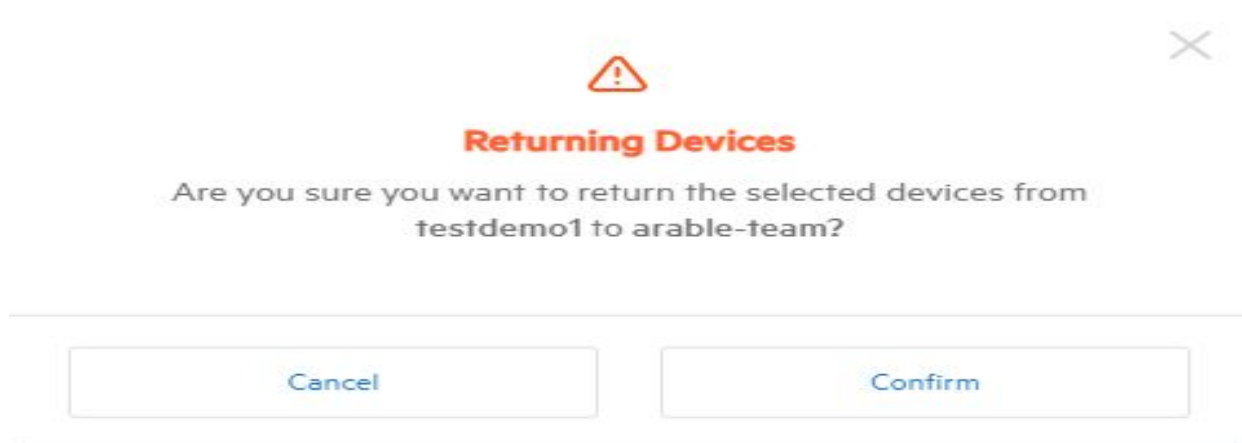 Returning Devices
Are you sure you want to return the selected devices from
testdemo1 to arable-team?
Cancel
Confirm